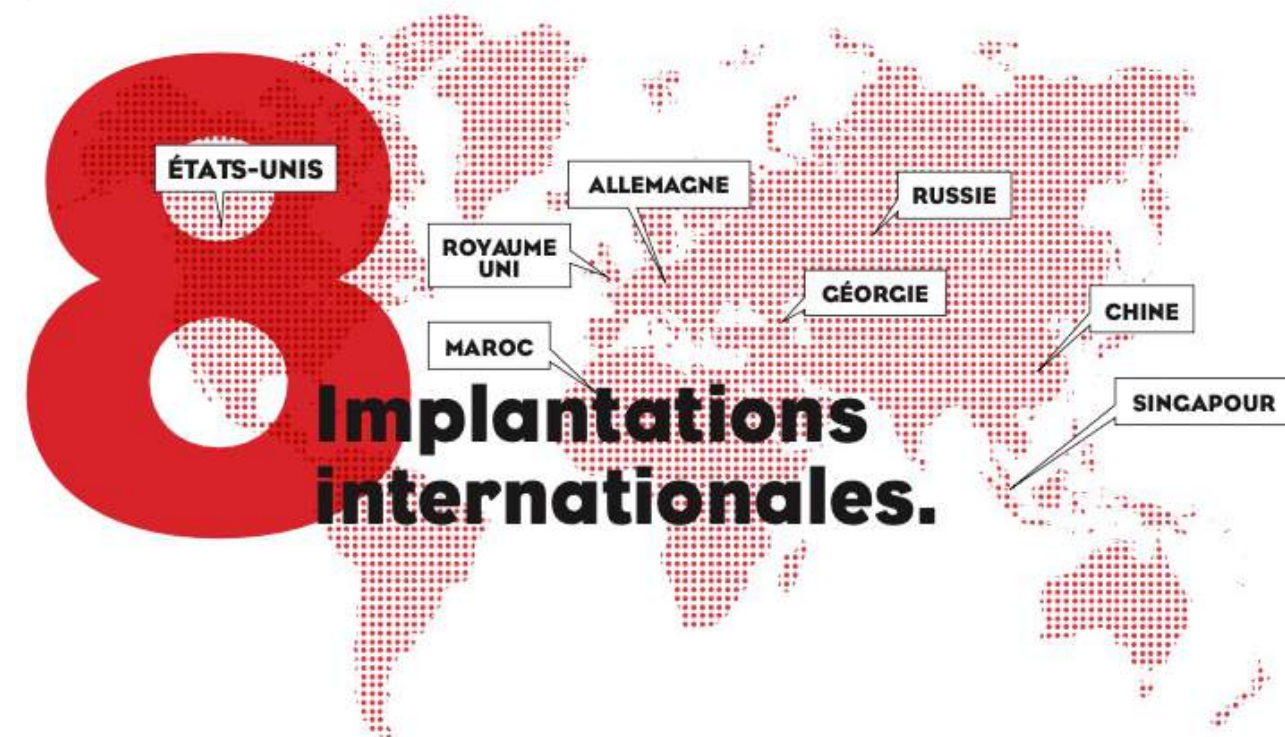 8
ÉTATS-UNIS
ALLEMAGNE
RUSSIE
ROYAUME
UNI
GÉORGIE
CHINE
MAROC
SINGAPOUR
Implantations
internationales.